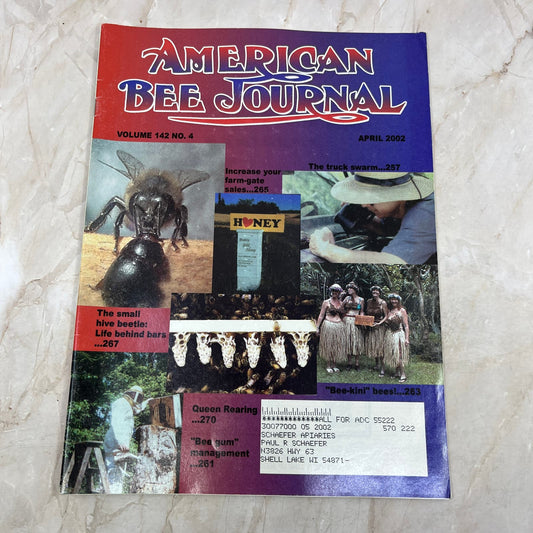 AMERICAN
BEE JOURNAL
VOLUME 142 NO. 4
APRIL 2002
Increase your
farm-gate
sales...265
The truck swarm...257
HONEY
The small
hive beetle:
Life behind bars
...267
"Bee-kini" bees!...263
Queen Rearing
...270
"Bee gum"
management
...261
**************ALL FOR ADC 55222
30077000 05 2002 570 222
SCHAEFER APIARIES
PAUL R SCHAEFER
N3826 HWY 63
SHELL LAKE WI 54871-